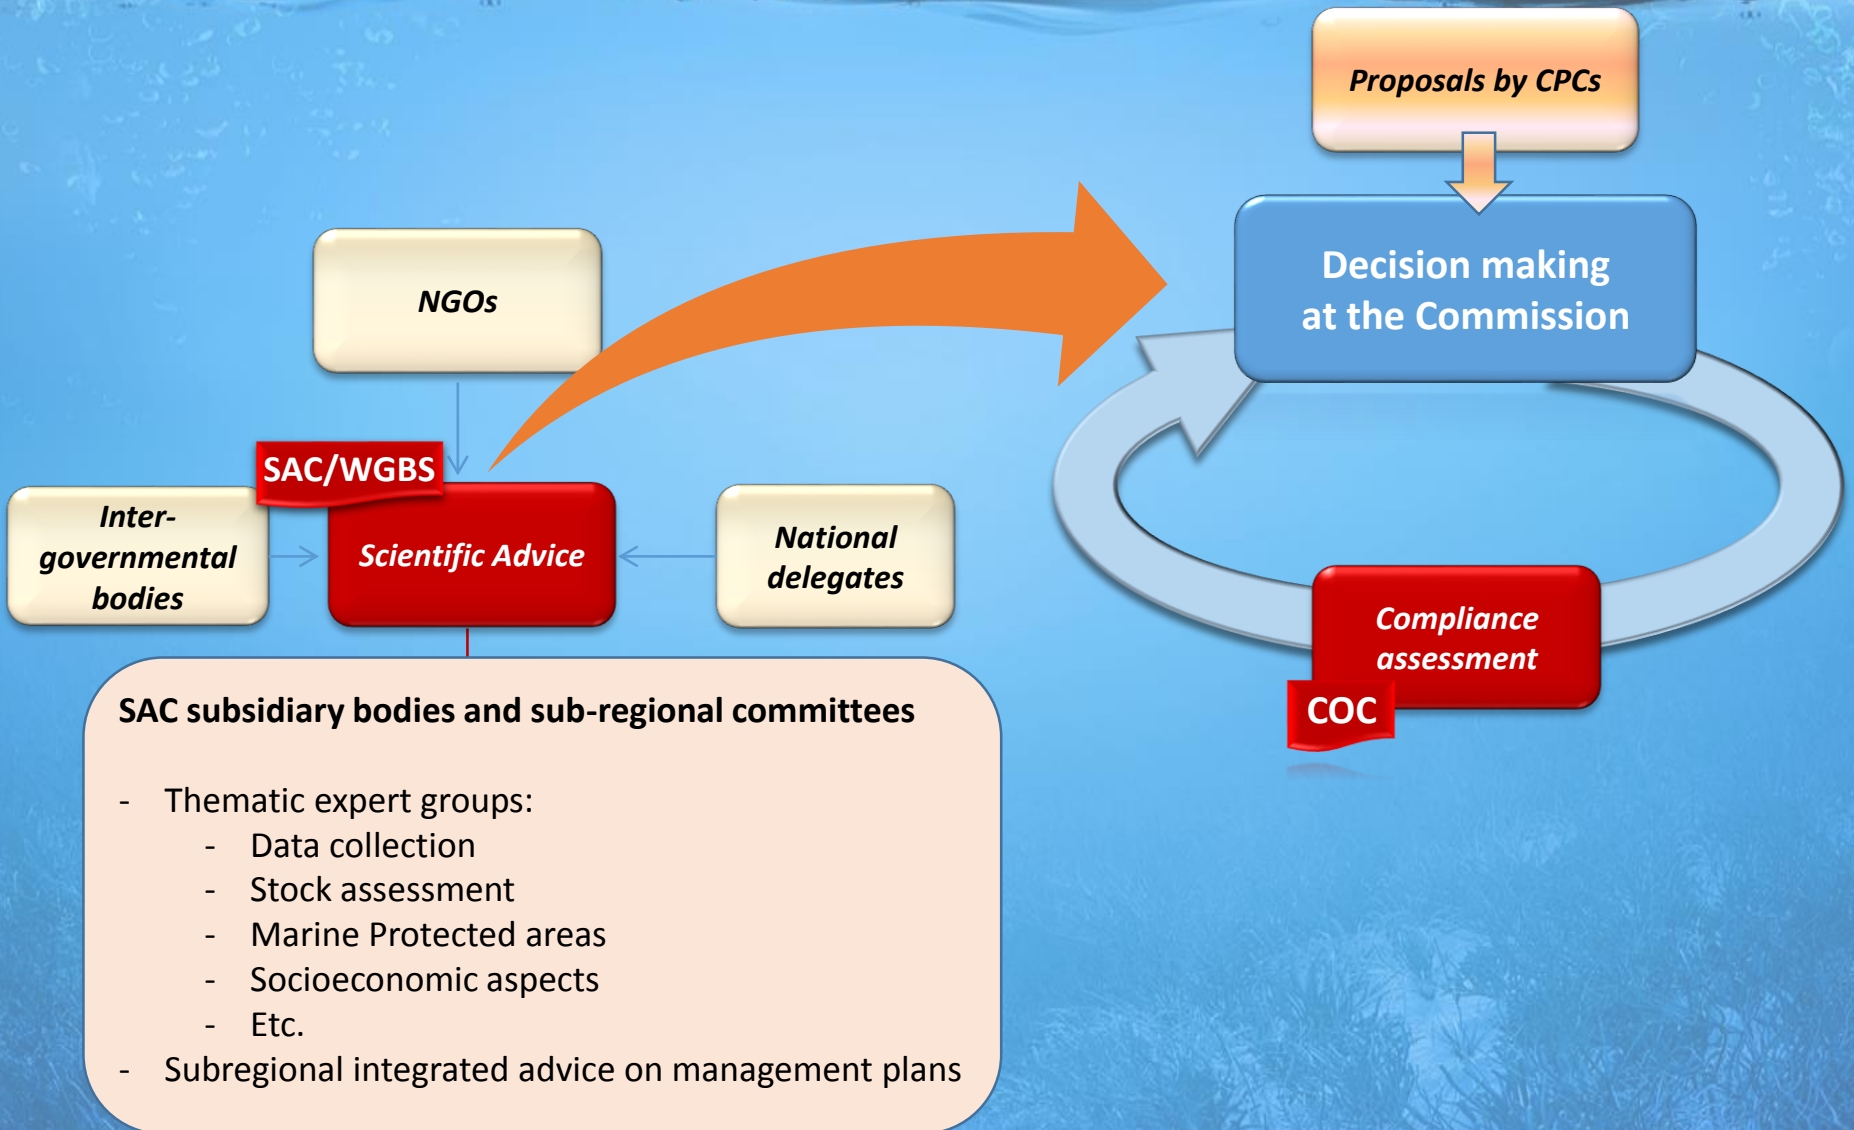 Proposals by CPCs
Decision making
at the Commission
NGOs
SAC/WGBS
Inter-
governmental
bodies
Scientific Advice
National
delegates
Compliance
assessment
COC
SAC subsidiary bodies and sub-regional committees
- Thematic expert groups:
- Data collection
- Stock assessment
- Marine Protected areas
- Socioeconomic aspects
- Etc.
- Subregional integrated advice on management plans